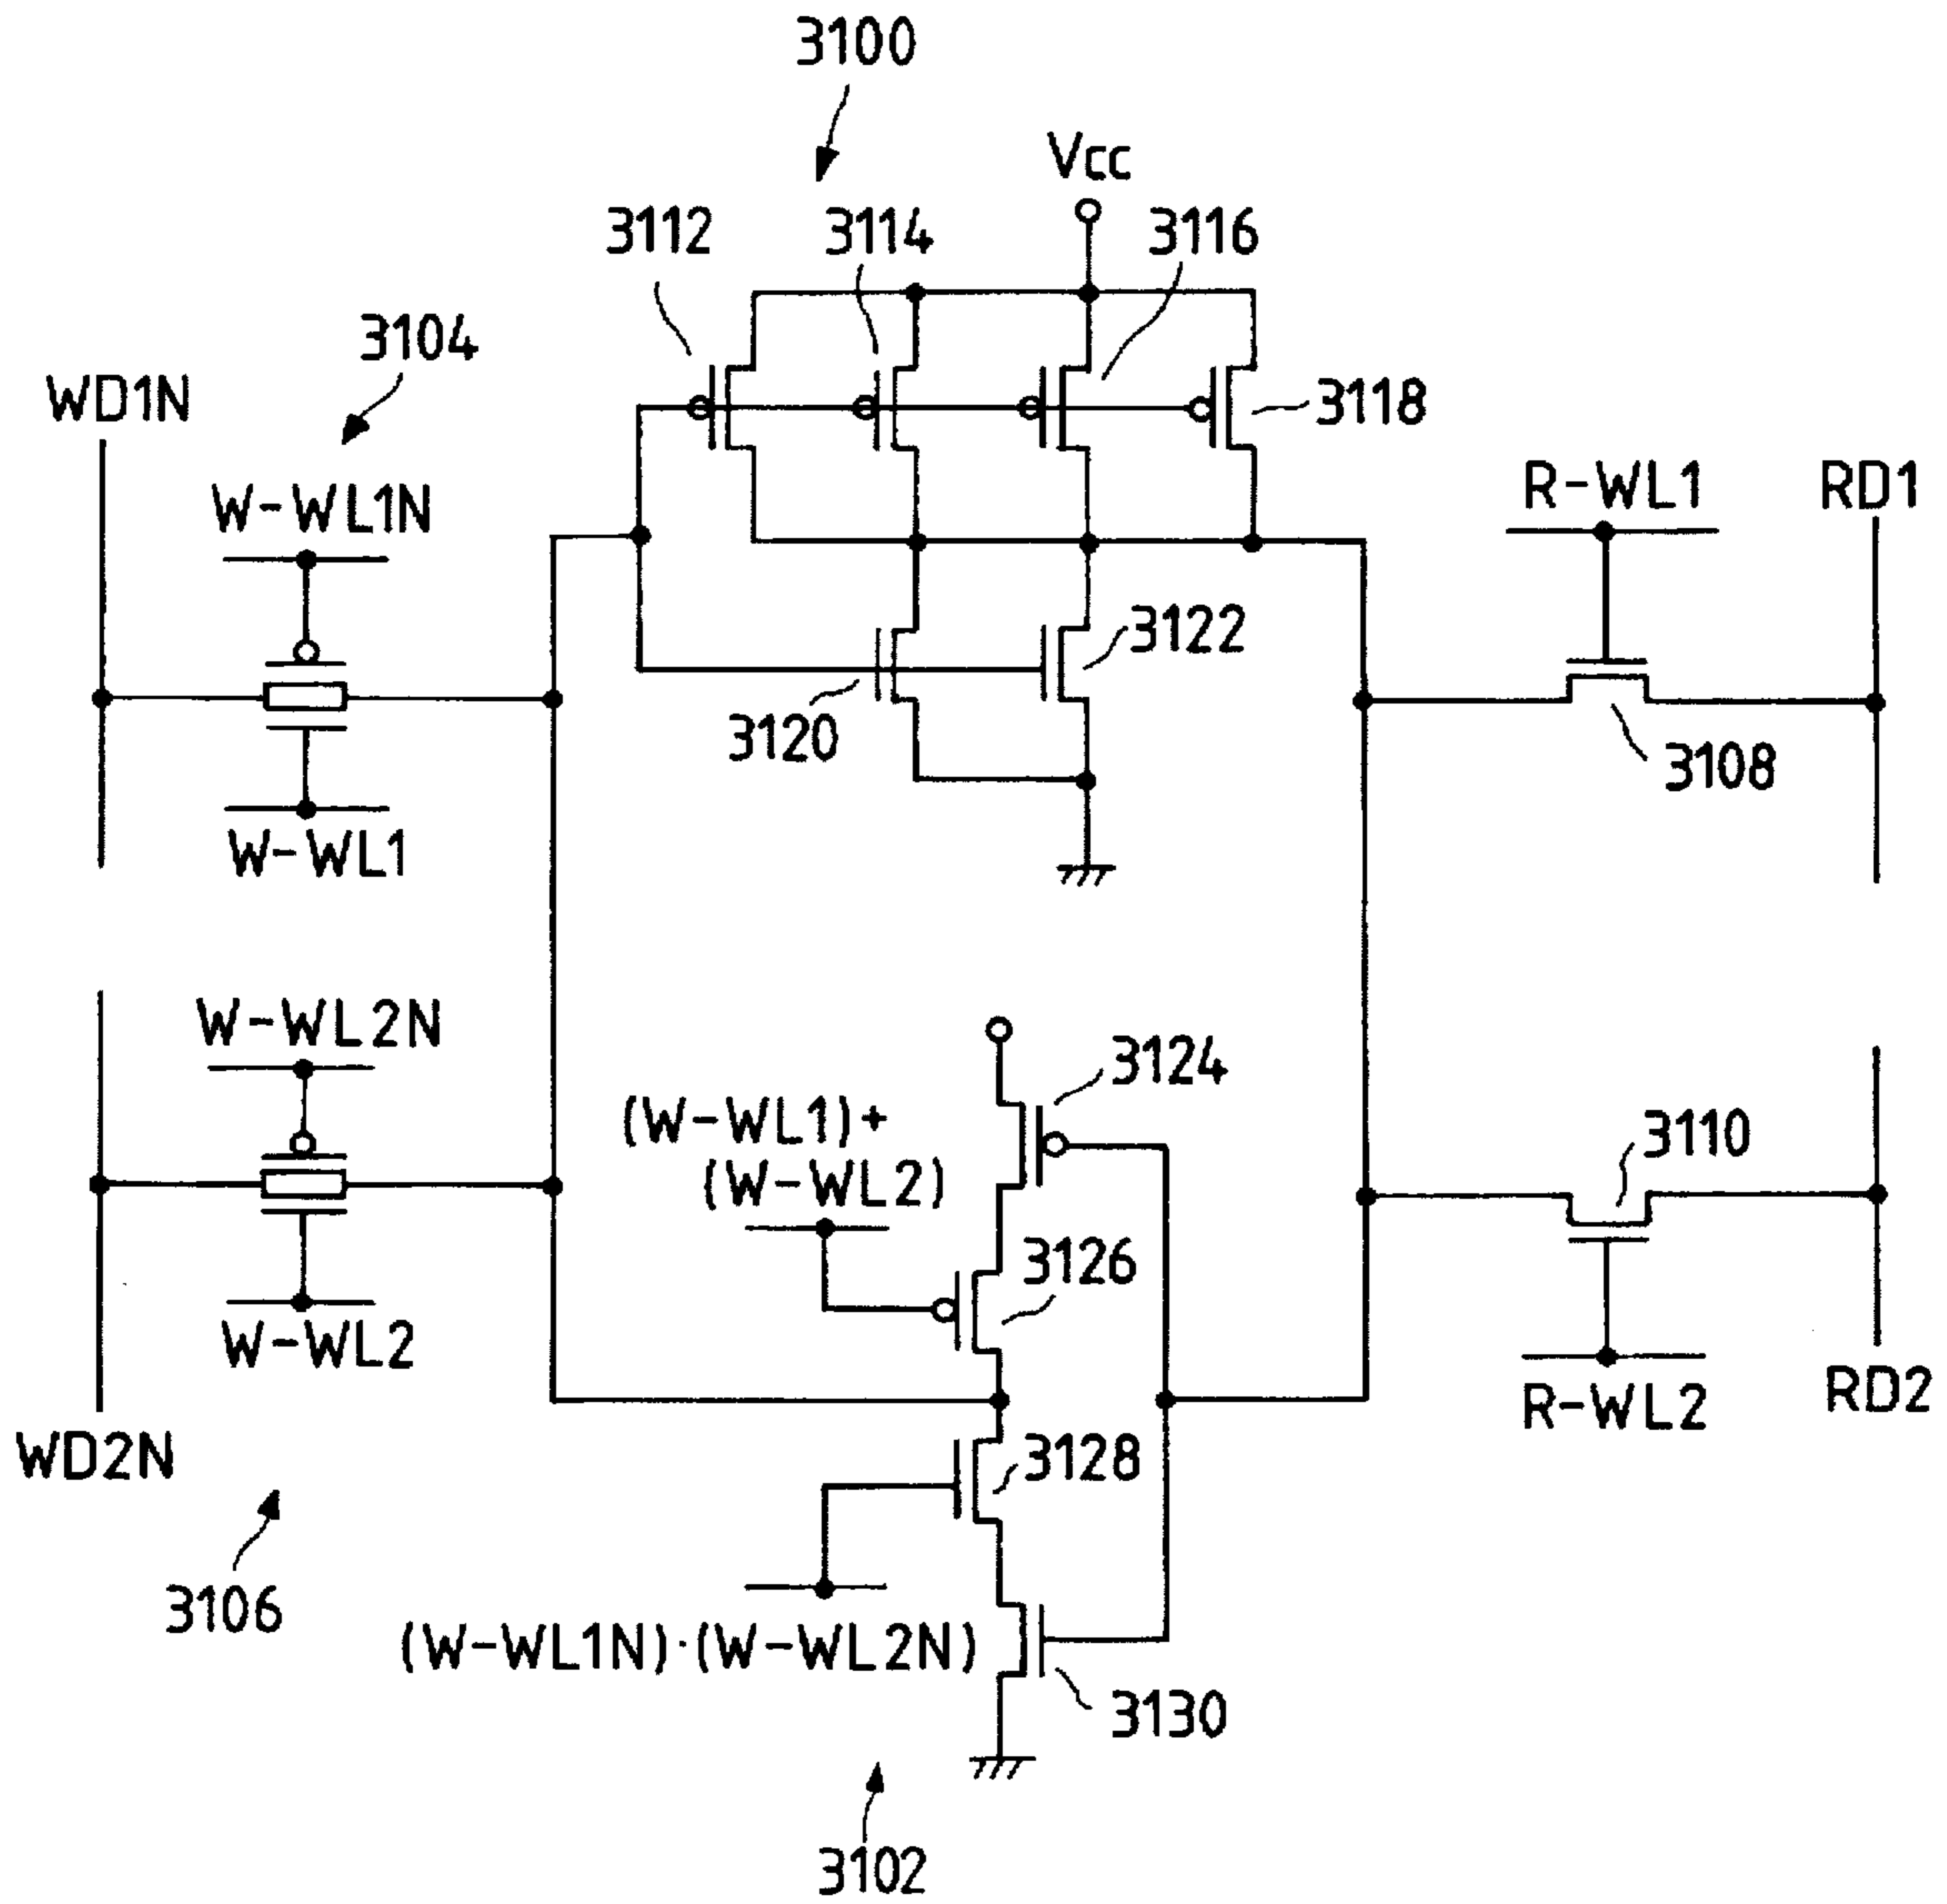 3100
Vcc
3112
3114
3116
3104
WD1N
3118
W-WL1N
R-WL1
RD1
3122
3120
3108
W-WL1
W-WL2N
3124
(W-WL1)+
(W-WL2)
3110
3126
W-WL2
RD2
R-WL2
WD2N
3128
3106
(W-WL1N)·(W-WL2N)
3130
3102